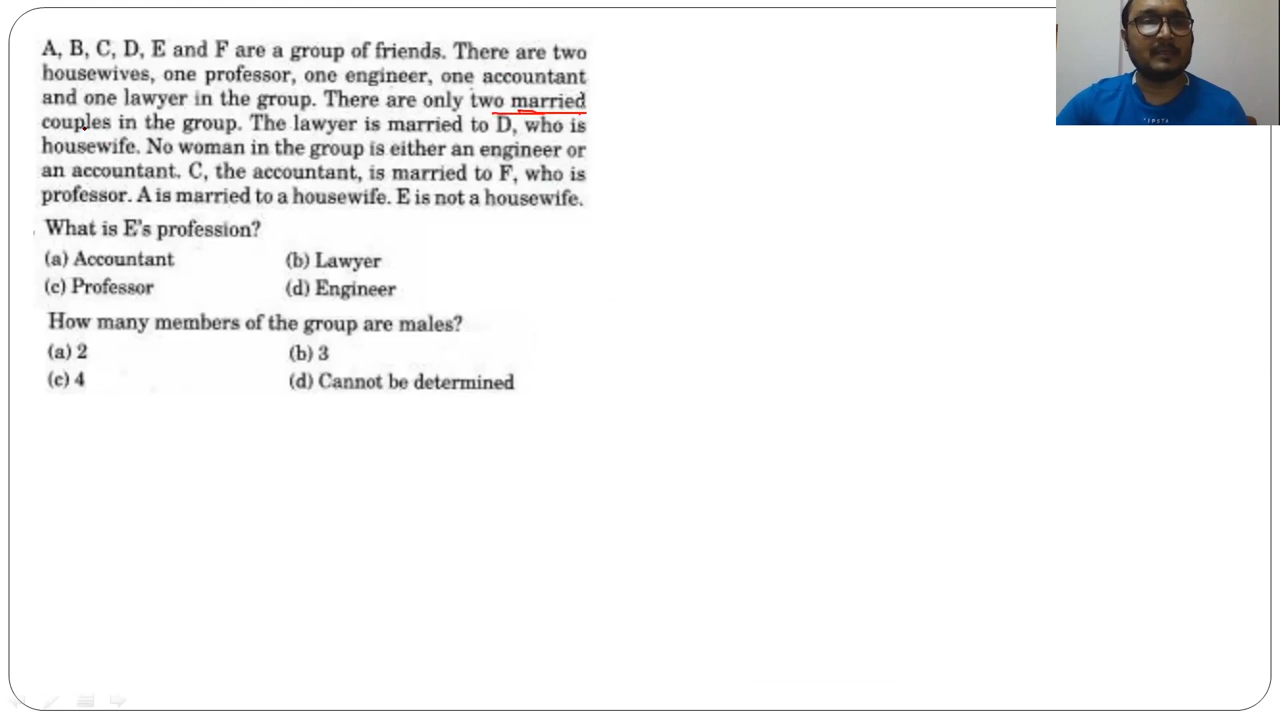 A, B, C, D, E and F are a group of friends. There are two
housewives, one professor, one engineer, one accountant
and one lawyer in the group. There are only two married
couples in the group. The lawyer is married to D, who is
housewife. No woman in the group is either an engineer or
an accountant. C, the accountant, is married to F, who is
professor. A is married to a housewife. E is not a housewife.
What is E's profession?
(a) Accountant (b) Lawyer
(c) Professor (d) Engineer
How many members of the group are males?
(a) 2 (b) 3
(c) 4 (d) Cannot be determined